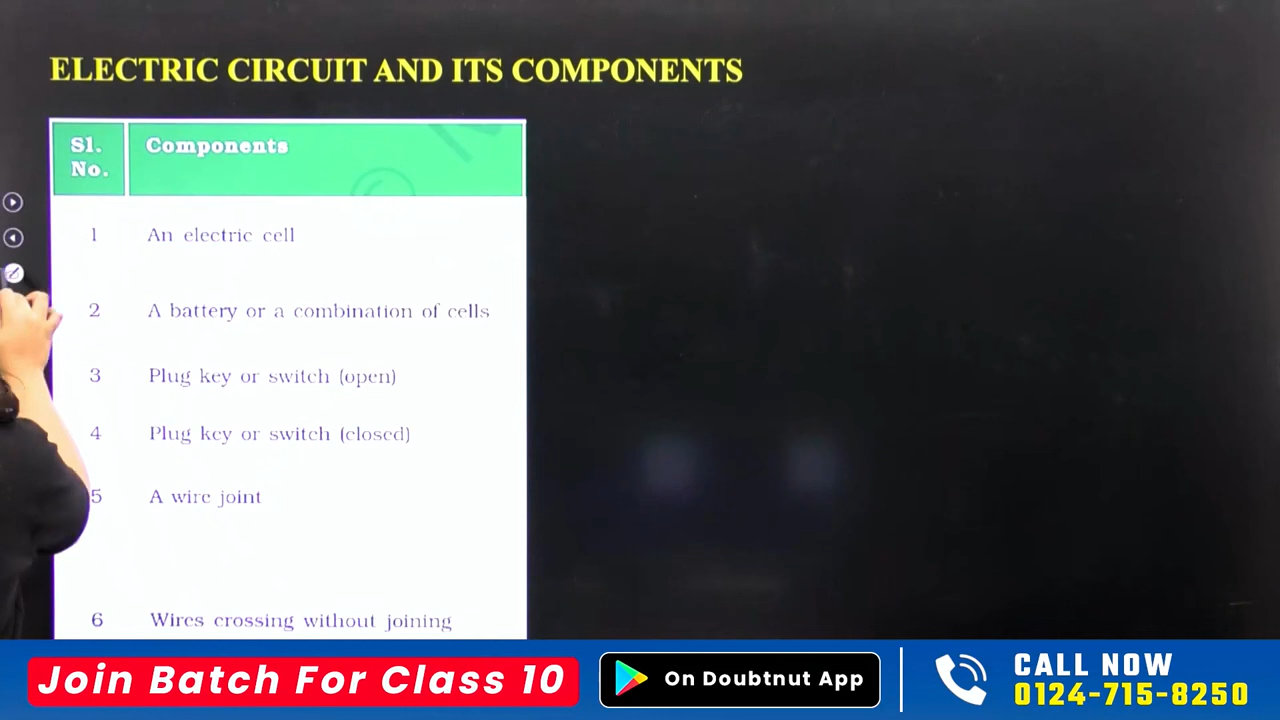 ELECTRIC CIRCUIT AND ITS COMPONENTS
Sl. No.
Components
1 An electric cell
2 A battery or a combination of cells
3 Plug key or switch (open)
4 Plug key or switch (closed)
5 A wire joint
6 Wires crossing without joining
Join Batch For Class 10
On Doubtnut App
CALL NOW
0124-715-8250